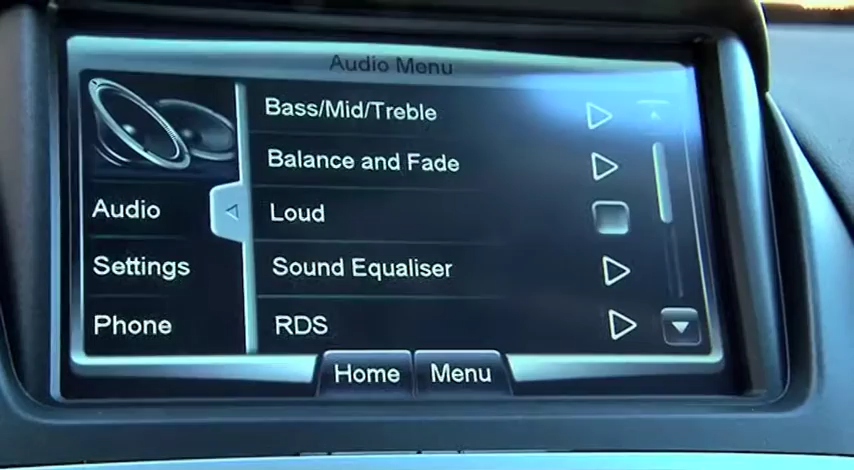 Audio Menu
Bass/Mid/Treble
Balance and Fade
Audio
Loud
Settings
Sound Equaliser
Phone
RDS
Home
Menu